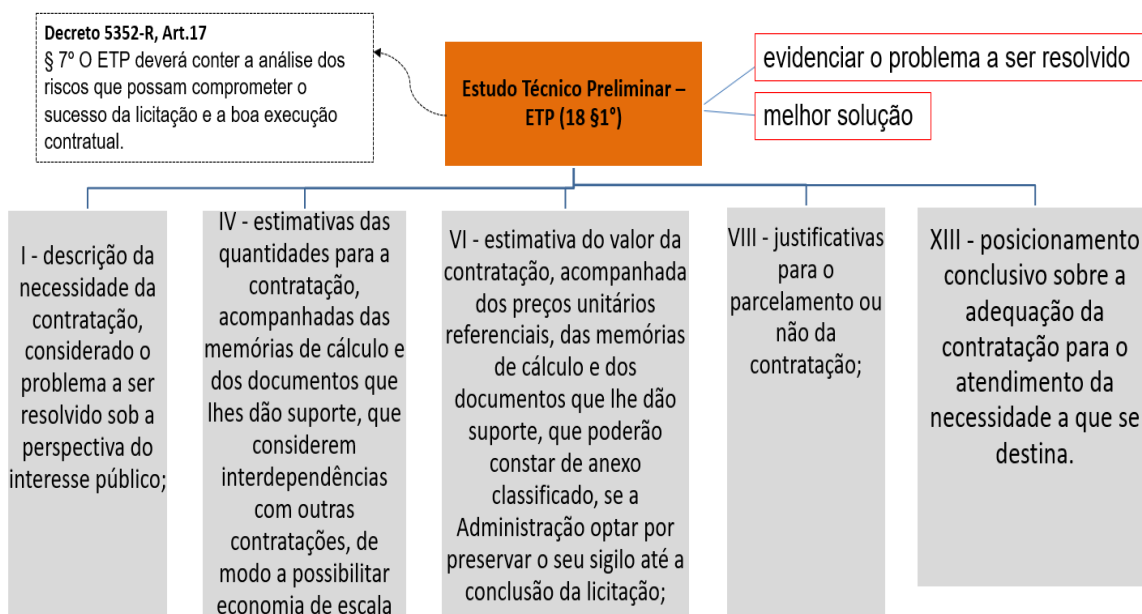 Decreto 5352-R, Art.17
§ 7º O ETP deverá conter a análise dos
riscos que possam comprometer o
sucesso da licitação e a boa execução
contratual.
Estudo Técnico Preliminar –
ETP (18 §1°)
evidenciar o problema a ser resolvido
melhor solução
I - descrição da
necessidade da
contratação,
considerado o
problema a ser
resolvido sob a
perspectiva do
interesse público;
IV - estimativas das
quantidades para a
contratação,
acompanhadas das
memórias de cálculo e
dos documentos que
lhes dão suporte, que
considerem
interdependências
com outras
contratações, de
modo a possibilitar
economia de escala
VI - estimativa do valor da
contratação, acompanhada
dos preços unitários
referenciais, das memórias
de cálculo e dos
documentos que lhe dão
suporte, que poderão
constar de anexo
classificado, se a
Administração optar por
preservar o seu sigilo até a
conclusão da licitação;
VIII - justificativas
para o
parcelamento ou
não da
contratação;
XIII - posicionamento
conclusivo sobre a
adequação da
contratação para o
atendimento da
necessidade a que se
destina.